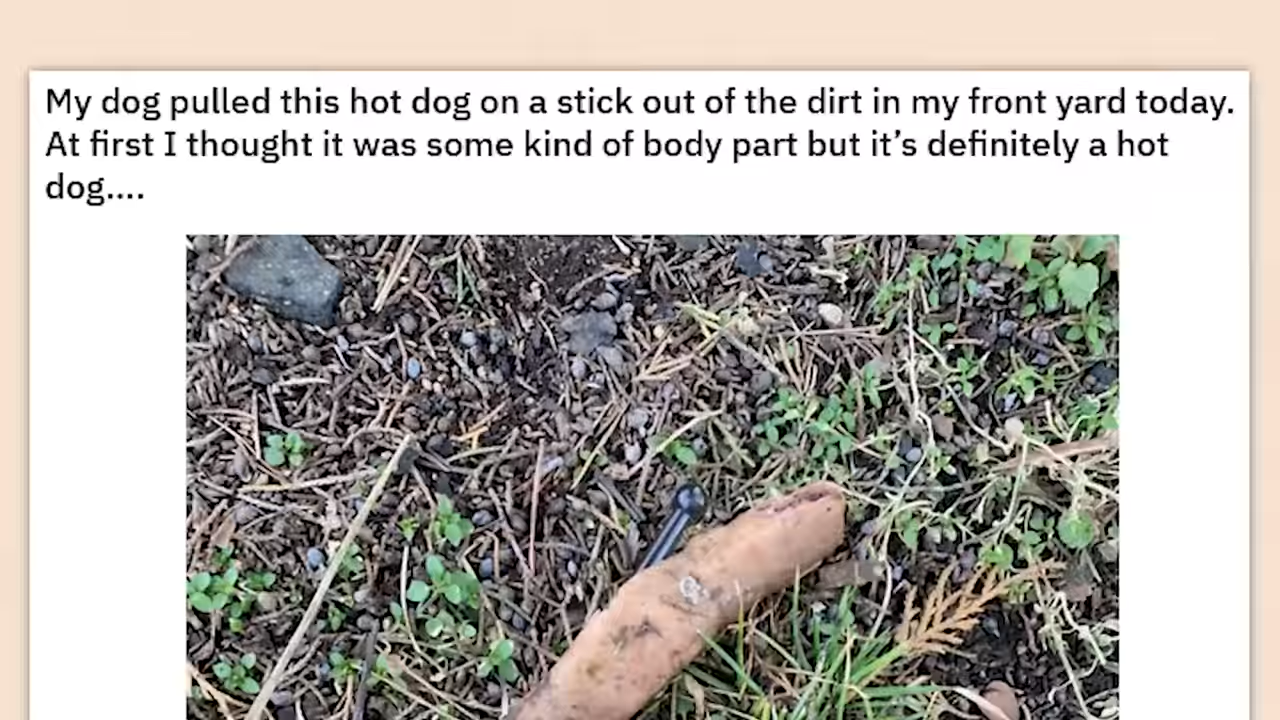 My dog pulled this hot dog on a stick out of the dirt in my front yard today.
At first I thought it was some kind of body part but it’s definitely a hot
dog....